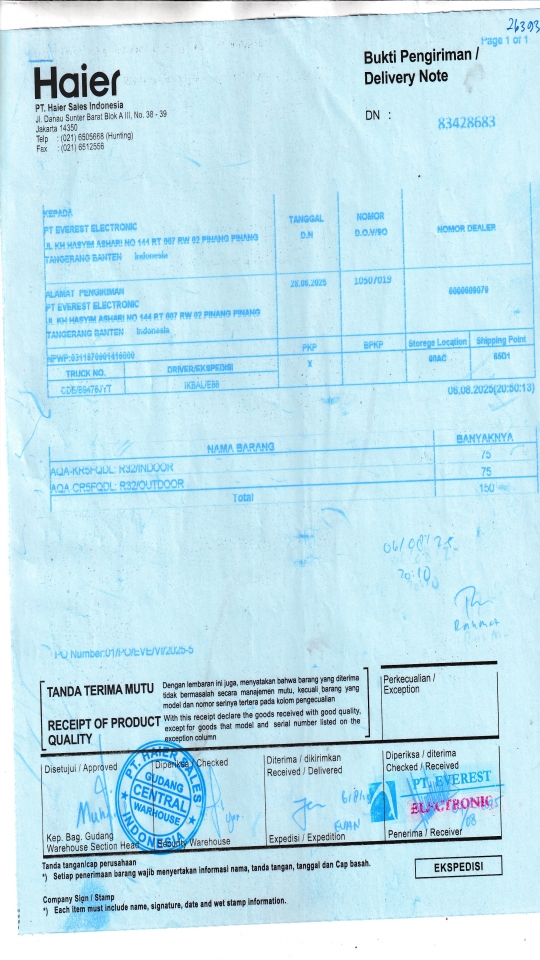 26393
Page 1 of 1
Haier
Bukti Pengiriman /
Delivery Note
PT. Haier Sales Indonesia
Jl. Danau Sunter Barat Blok A III, No. 38 - 39
Jakarta 14350
Telp : (021) 6505668 (Hunting)
Fax : (021) 6512556
DN : 83428683
KEPADA
PT EVEREST ELECTRONIC
JL KH HASYIM ASHARI NO 144 RT 007 RW 02 PINANG PINANG
TANGERANG BANTEN Indonesia
TANGGAL D.N
NOMOR D.O.V/SO
NOMOR DEALER
ALAMAT PENGIRIMAN
PT EVEREST ELECTRONIC
JL KH HASYIM ASHARI NO 144 RT 007 RW 02 PINANG PINANG
TANGERANG BANTEN Indonesia
10507019
PKP
BPKP
Storege Location
Shipping Point
X
TRUCK NO.
DRIVER/EKSPEDISI
IKBAL/E88
06.08.2025(20:50:13)
NAMA BARANG
BANYAKNYA
AQA-KR5FQDL: R32/INDOOR 75
AQA CR5FQDL: R32/OUTDOOR 75
Total 150
20:10
Rahmat
PO Number:01/PO/EVE/VI/2025-5
TANDA TERIMA MUTU
Dengan lembaran ini juga, menyatakan bahwa barang yang diterima
tidak bermasalah secara manajemen mutu, kecuali barang yang
model dan nomor serinya tertera pada kolom pengecualian
RECEIPT OF PRODUCT
QUALITY
With this receipt declare the goods received with good quality,
except for goods that model and serial number listed on the
exception column
Perkecualian /
Exception
Disetujui / Approved
Diperiksa / Checked
Diterima / dikirimkan
Received / Delivered
Diperiksa / diterima
Checked / Received
PT. HAIER SALES
GUDANG
CENTRAL
WARHOUSE
INDONESIA
PT. EVEREST
ELECTRONIC
Kep. Bag. Gudang
Warehouse Section Head
Security Warehouse
Expedisi / Expedition
Penerima / Receiver
Tanda tangan/cap perusahaan
*) Setiap penerimaan barang wajib menyertakan informasi nama, tanda tangan, tanggal dan Cap basah.
EKSPEDISI
Company Sign / Stamp
*) Each item must include name, signature, date and wet stamp information.